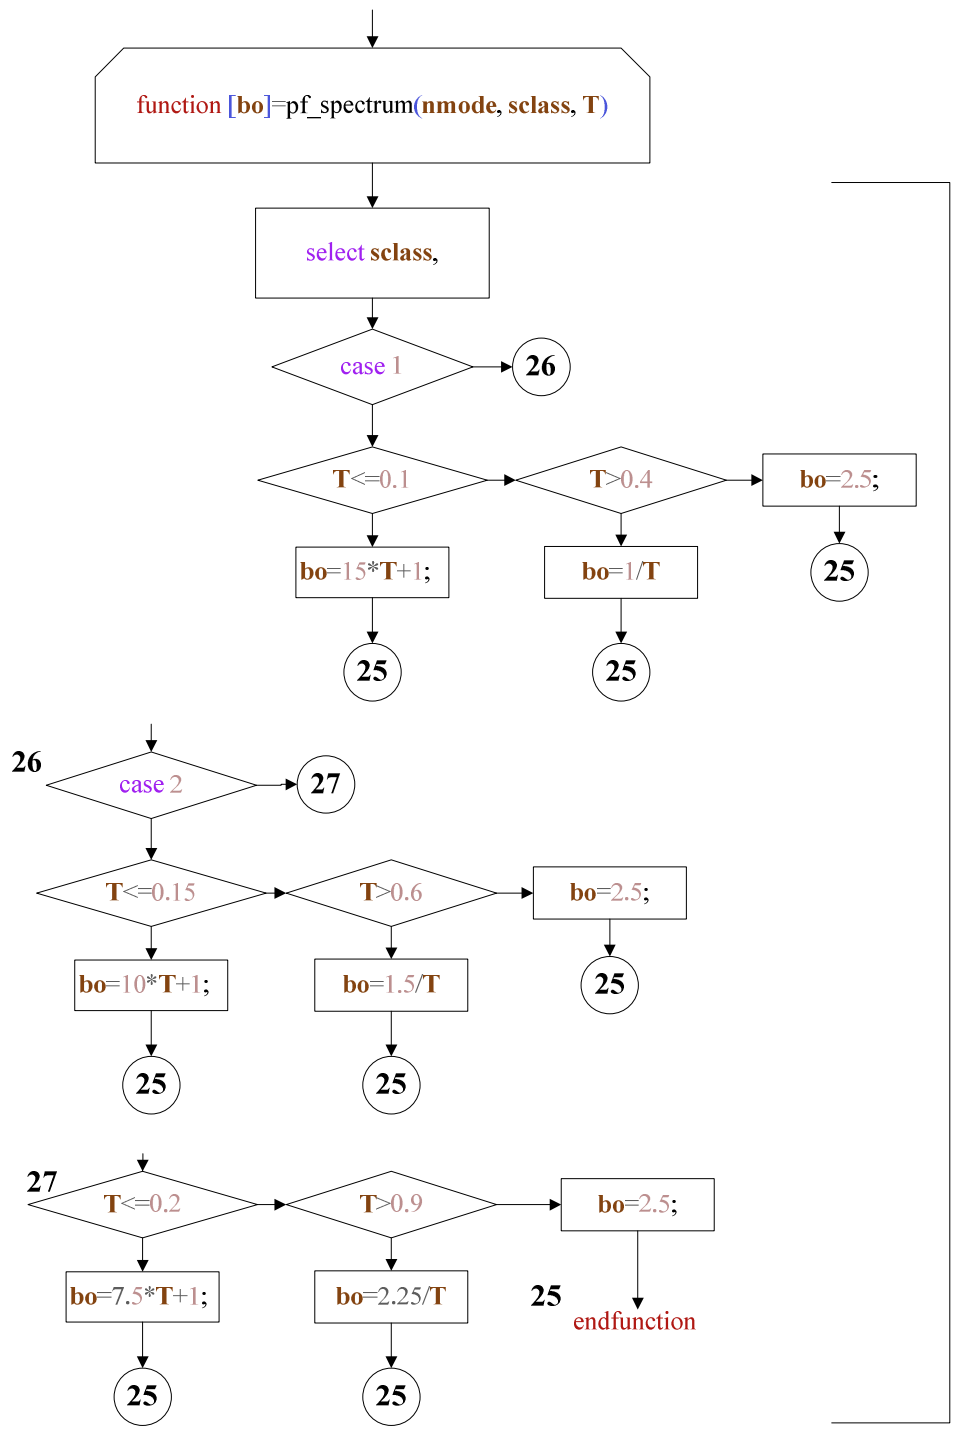 function [bo]=pf_spectrum(nmode, sclass, T)
select sclass,
case 1
26
T<=0.1
T>0.4
bo=2.5;
bo=15*T+1;
bo=1/T
25
25
25
26
case 2
27
T<=0.15
T>0.6
bo=2.5;
bo=10*T+1;
bo=1.5/T
25
25
25
27
T<=0.2
T>0.9
bo=2.5;
bo=7.5*T+1;
bo=2.25/T
25
endfunction
25
25